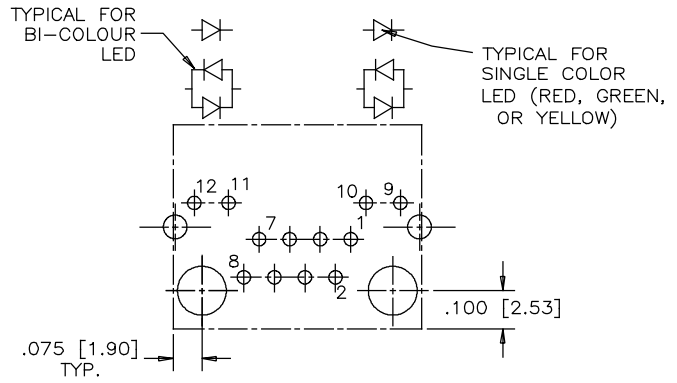 TYPICAL FOR
BI-COLOUR
LED
TYPICAL FOR
SINGLE COLOR
LED (RED, GREEN,
OR YELLOW)
12 11
10 9
7 1
8
2
.100 [2.53]
.075 [1.90]
TYP.